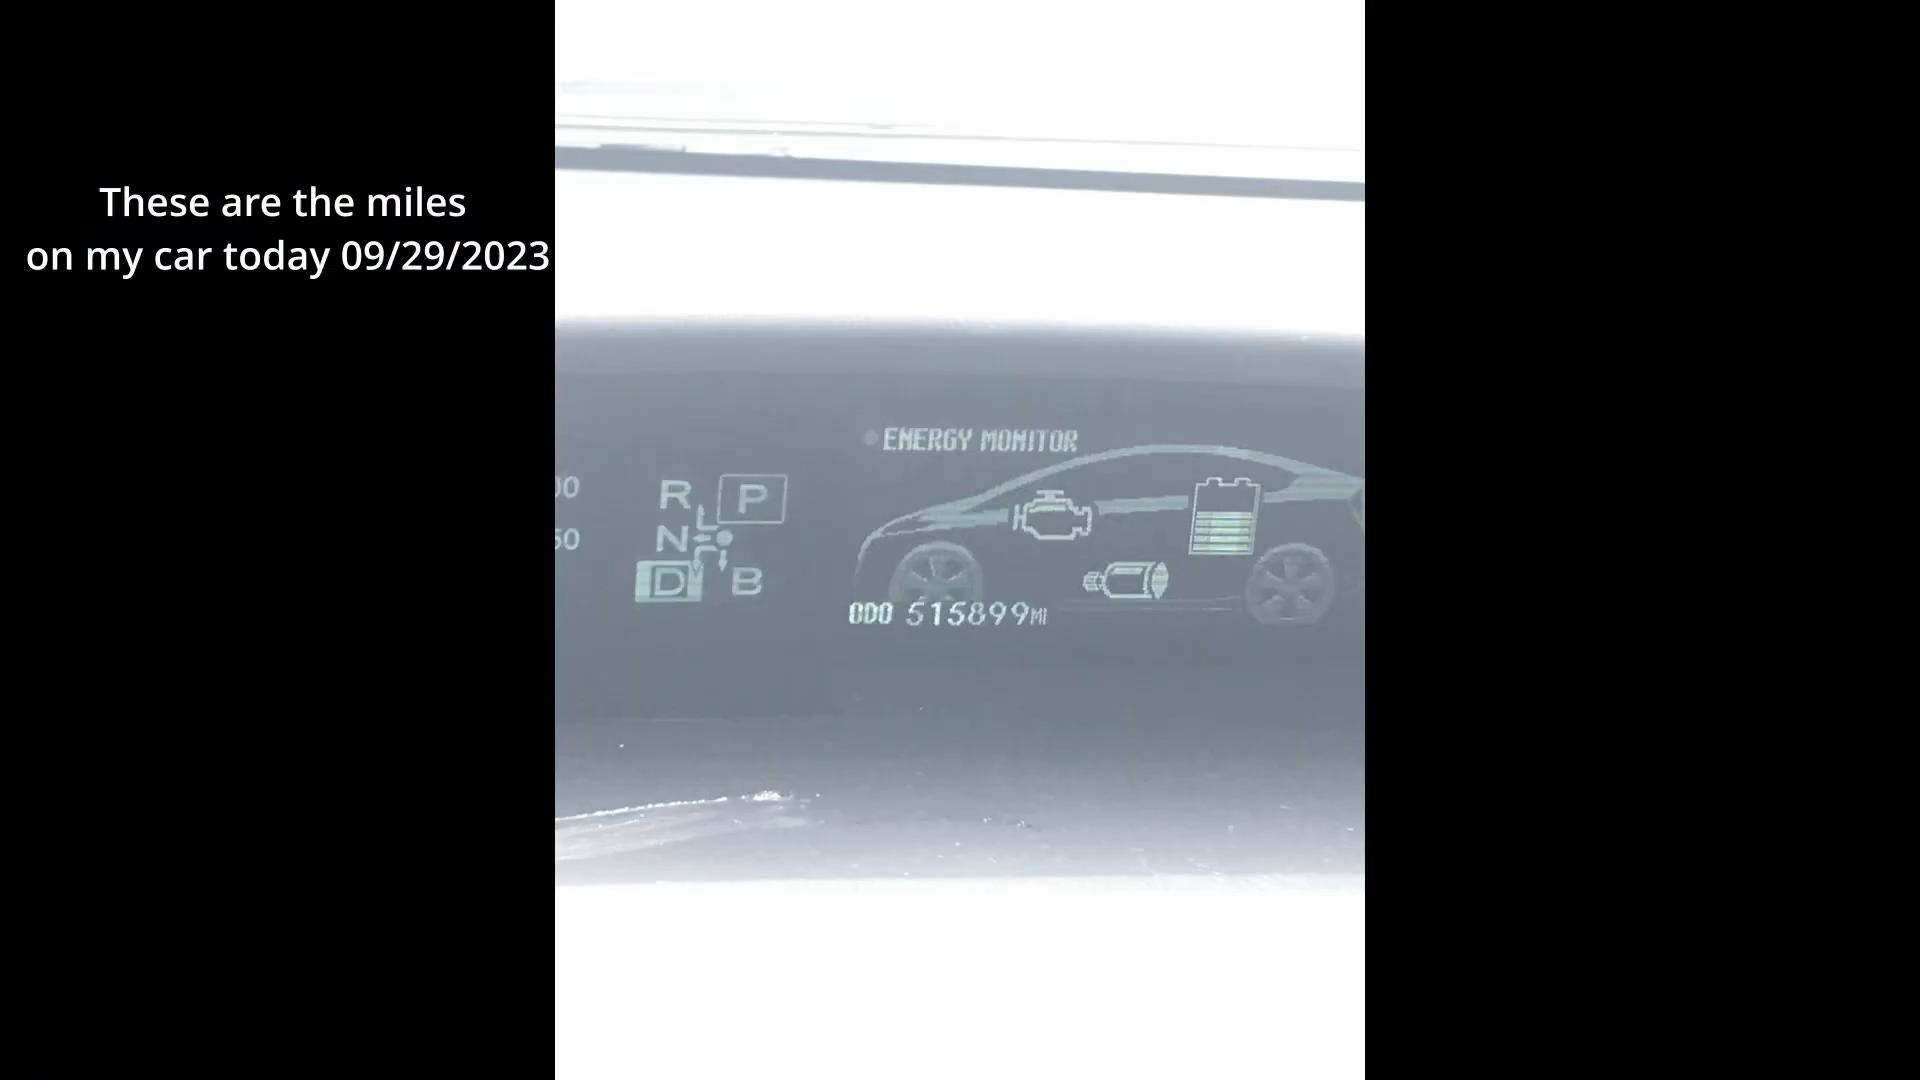 These are the miles
on my car today 09/29/2023
ENERGY MONITOR
R P
N
D B
ODO 515899MI